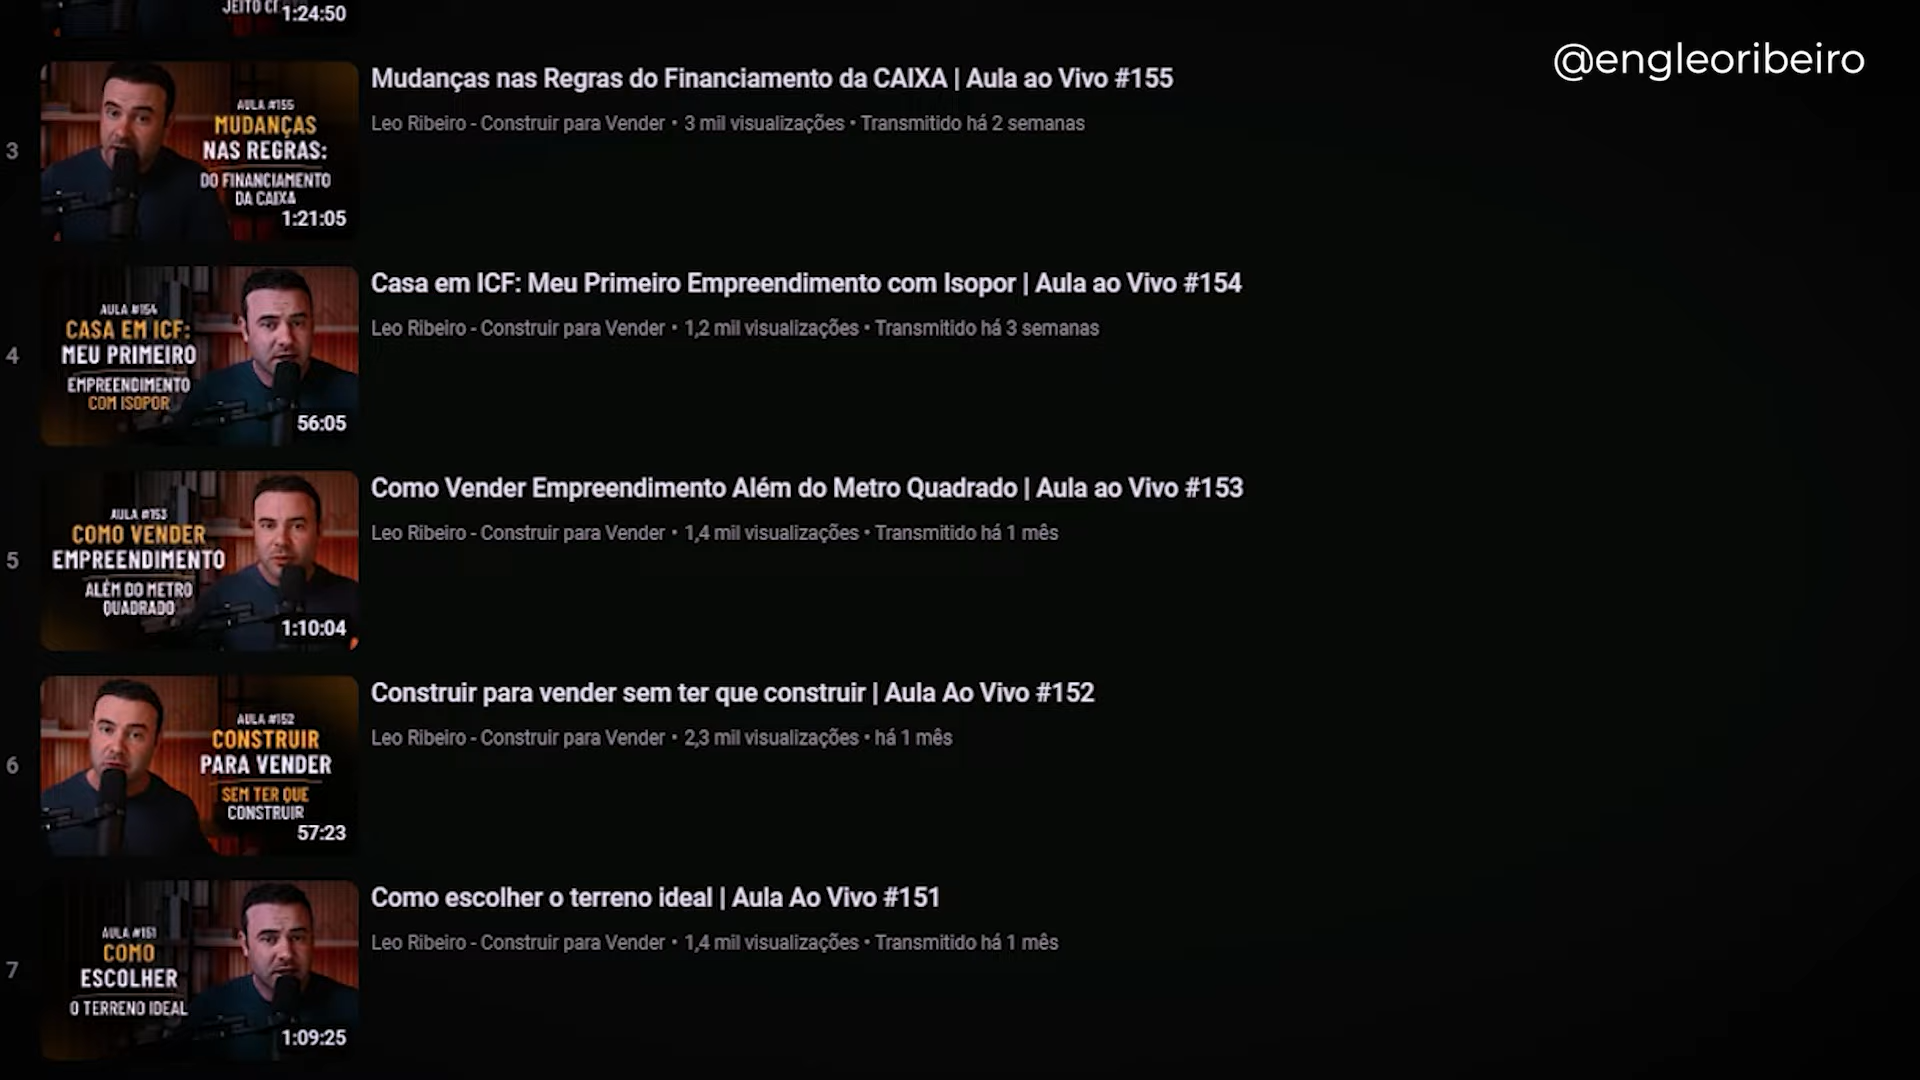 1:24:50
@engleoribeiro
3
AULA #155
MUDANÇAS
NAS REGRAS:
DO FINANCIAMENTO
DA CAIXA
1:21:05
Mudanças nas Regras do Financiamento da CAIXA | Aula ao Vivo #155
Leo Ribeiro - Construir para Vender • 3 mil visualizações • Transmitido há 2 semanas
4
AULA #154
CASA EM ICF:
MEU PRIMEIRO
EMPREENDIMENTO
COM ISOPOR
56:05
Casa em ICF: Meu Primeiro Empreendimento com Isopor | Aula ao Vivo #154
Leo Ribeiro - Construir para Vender • 1,2 mil visualizações • Transmitido há 3 semanas
5
AULA #153
COMO VENDER
EMPREENDIMENTO
ALÉM DO METRO
QUADRADO
1:10:04
Como Vender Empreendimento Além do Metro Quadrado | Aula ao Vivo #153
Leo Ribeiro - Construir para Vender • 1,4 mil visualizações • Transmitido há 1 mês
6
AULA #152
CONSTRUIR
PARA VENDER
SEM TER QUE
CONSTRUIR
57:23
Construir para vender sem ter que construir | Aula Ao Vivo #152
Leo Ribeiro - Construir para Vender • 2,3 mil visualizações • há 1 mês
7
AULA #151
COMO
ESCOLHER
O TERRENO IDEAL
1:09:25
Como escolher o terreno ideal | Aula Ao Vivo #151
Leo Ribeiro - Construir para Vender • 1,4 mil visualizações • Transmitido há 1 mês